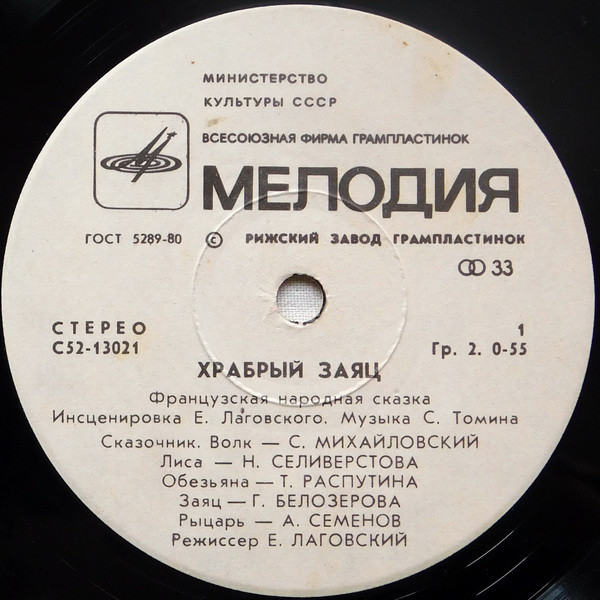 МИНИСТЕРСТВО
КУЛЬТУРЫ СССР
ВСЕСОЮЗНАЯ ФИРМА ГРАМПЛАСТИНОК
МЕЛОДИЯ
ГОСТ 5289-80 © РИЖСКИЙ ЗАВОД ГРАМПЛАСТИНОК
33
СТЕРЕО 1
С52-13021 Гр. 2. 0-55
ХРАБРЫЙ ЗАЯЦ
Французская народная сказка
Инсценировка Е. Лаговского. Музыка С. Томина
Сказочник. Волк — С. МИХАЙЛОВСКИЙ
Лиса — Н. СЕЛИВЕРСТОВА
Обезьяна — Т. РАСПУТИНА
Заяц — Г. БЕЛОЗЕРОВА
Рыцарь — А. СЕМЕНОВ
Режиссер Е. ЛАГОВСКИЙ